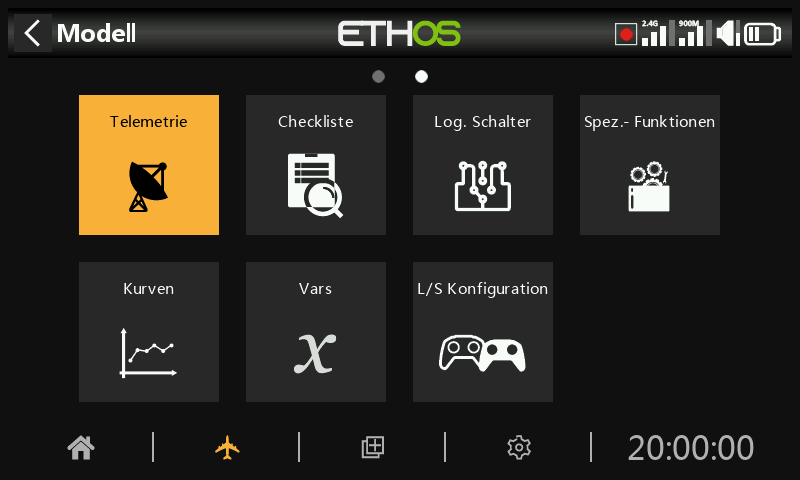 Modell
ETHOS
2.4G
900M
Telemetrie
Checkliste
Log. Schalter
Spez.- Funktionen
Kurven
Vars
L/S Konfiguration
x
20:00:00